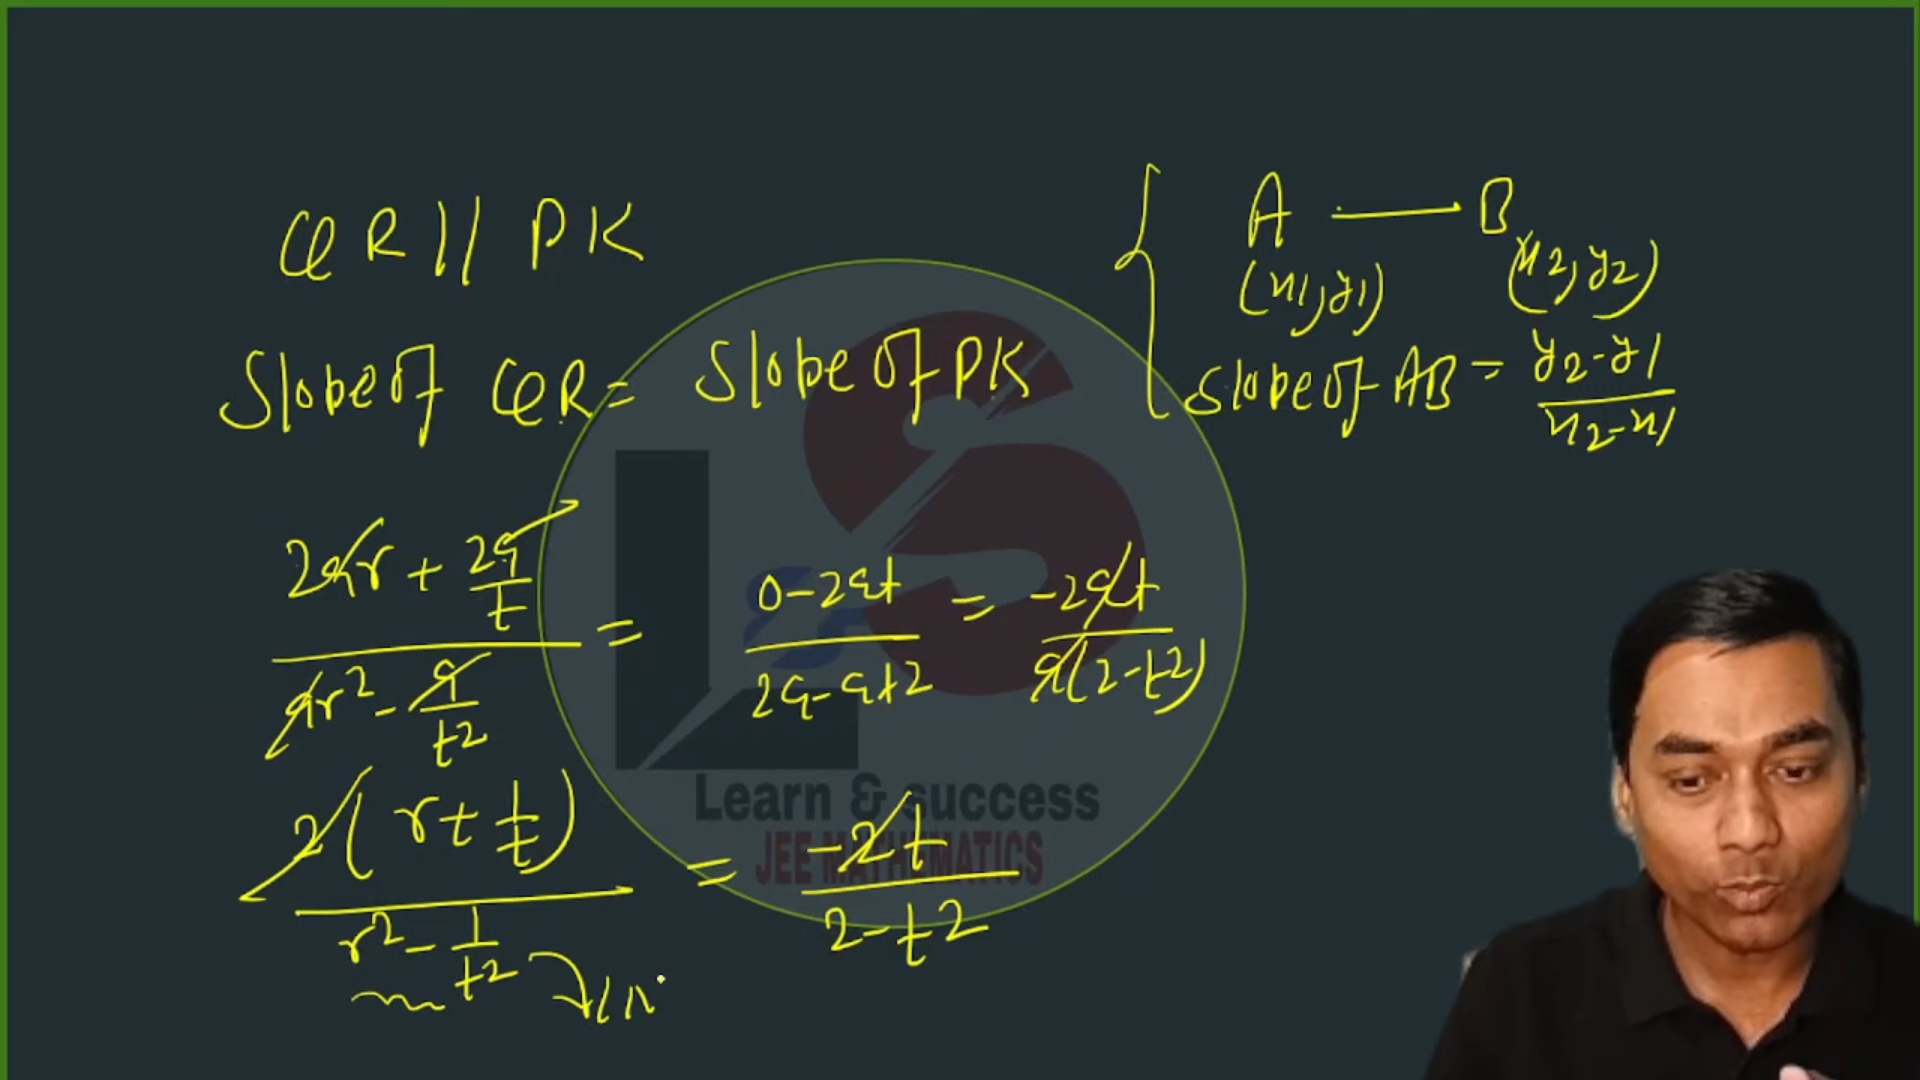 QR || PK
Slope of QR = Slope of PK
2ar + 2a/t / ar² - a/t² = 0-2at / 2a-at2 = -2at / a(2-t2)
2(r + 1/t) / r² - 1/t2 = -2t / 2-t2
A — B
(x1,y1) (x2,y2)
Slope of AB = y2-y1 / x2-x1
Learn & success
JEE MATHEMATICS